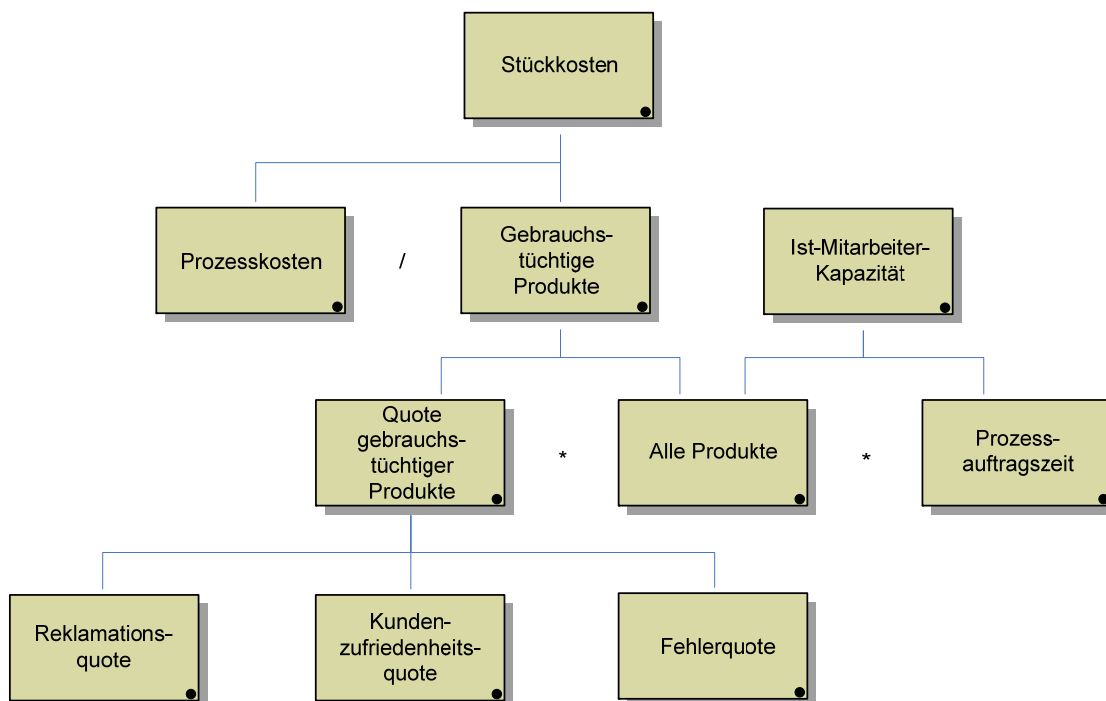 Stückkosten
Prozesskosten
/
Gebrauchs-
tüchtige
Produkte
Ist-Mitarbeiter-
Kapazität
Quote
gebrauchs-
tüchtiger
Produkte
*
Alle Produkte
*
Prozess-
auftragszeit
Reklamations-
quote
Kunden-
zufriedenheits-
quote
Fehlerquote